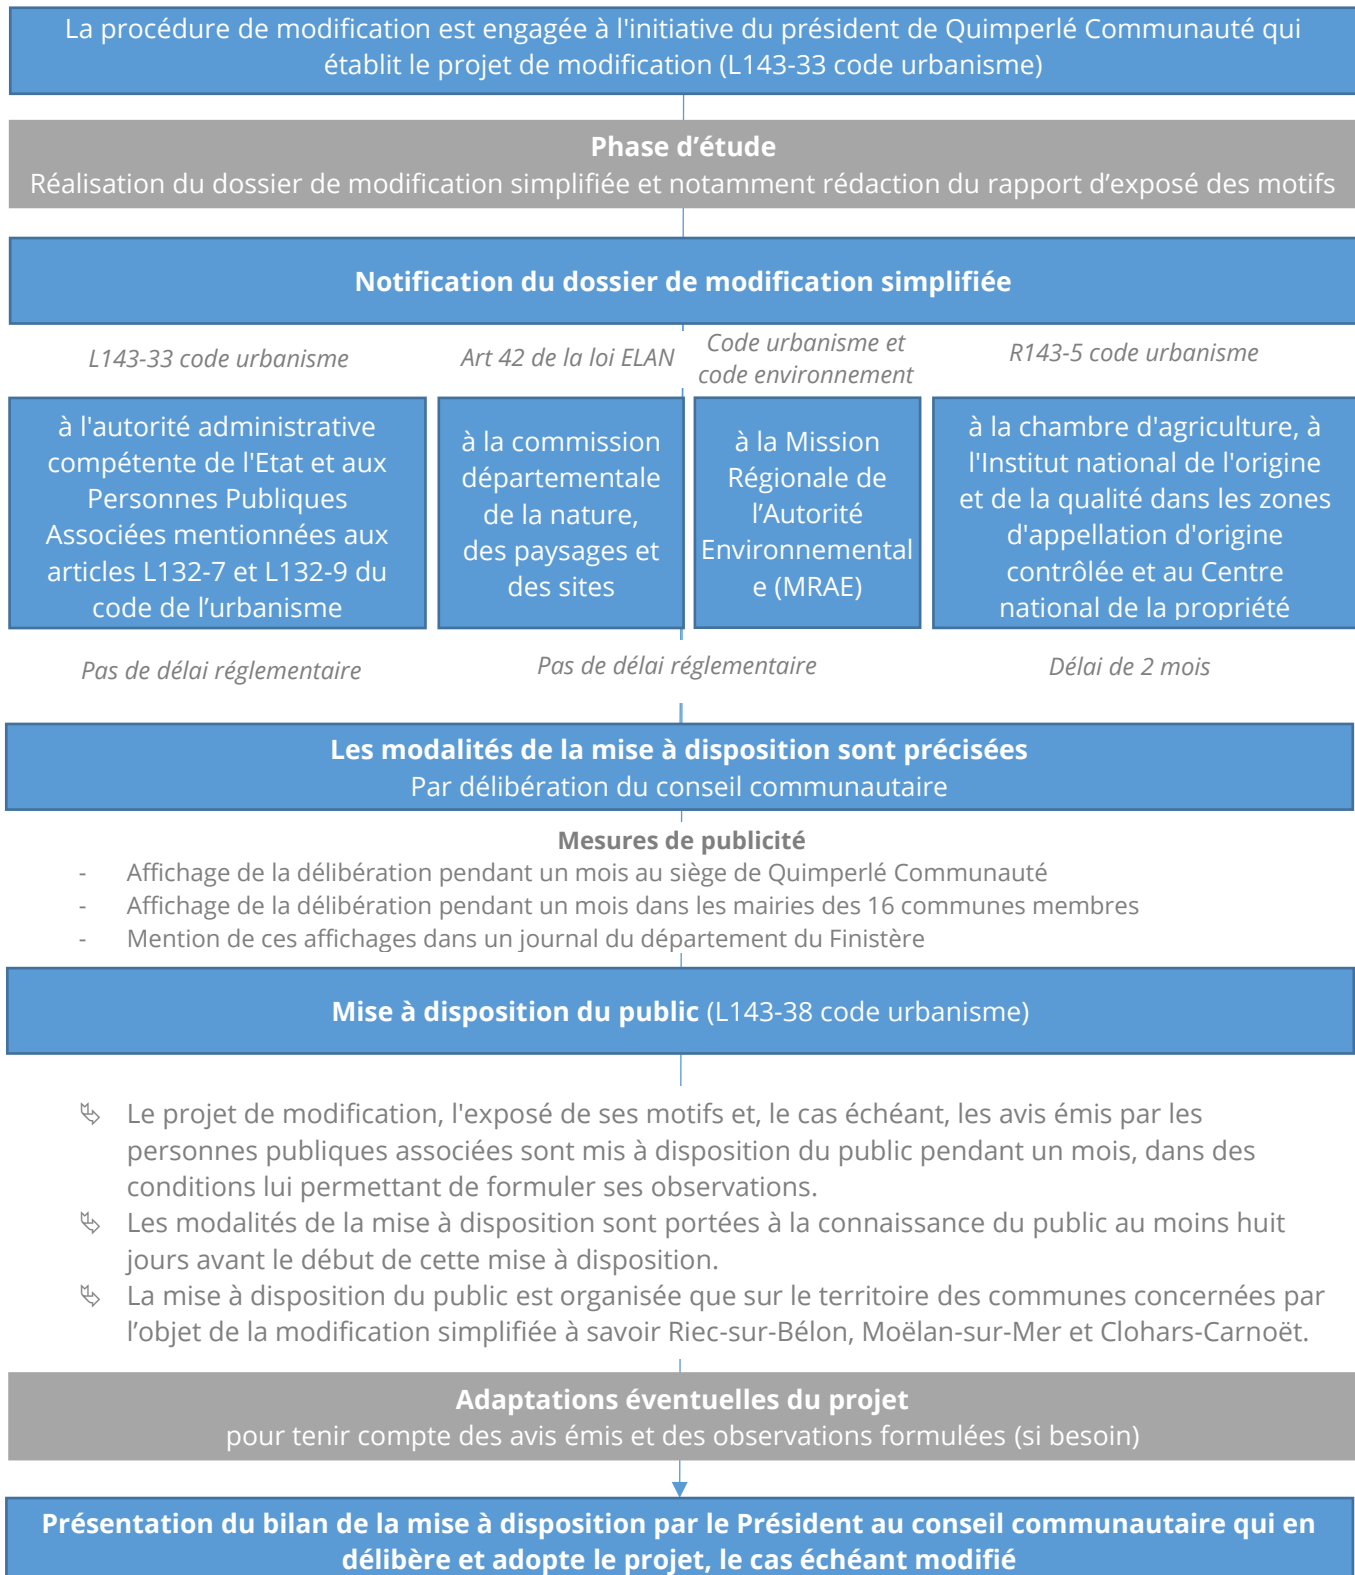 La procédure de modification est engagée à l'initiative du président de Quimperlé Communauté qui
établit le projet de modification (L143-33 code urbanisme)
Phase d’étude
Réalisation du dossier de modification simplifiée et notamment rédaction du rapport d’exposé des motifs
Notification du dossier de modification simplifiée
L143-33 code urbanisme
Art 42 de la loi ELAN
Code urbanisme et
code environnement
R143-5 code urbanisme
à l'autorité administrative
compétente de l'Etat et aux
Personnes Publiques
Associées mentionnées aux
articles L132-7 et L132-9 du
code de l’urbanisme
à la commission
départementale
de la nature,
des paysages et
des sites
à la Mission
Régionale de
l’Autorité
Environnemental
e (MRAE)
à la chambre d'agriculture, à
l'Institut national de l'origine
et de la qualité dans les zones
d'appellation d'origine
contrôlée et au Centre
national de la propriété
Pas de délai réglementaire
Pas de délai réglementaire
Délai de 2 mois
Les modalités de la mise à disposition sont précisées
Par délibération du conseil communautaire
Mesures de publicité
- Affichage de la délibération pendant un mois au siège de Quimperlé Communauté
- Affichage de la délibération pendant un mois dans les mairies des 16 communes membres
- Mention de ces affichages dans un journal du département du Finistère
Mise à disposition du public (L143-38 code urbanisme)
Le projet de modification, l'exposé de ses motifs et, le cas échéant, les avis émis par les
personnes publiques associées sont mis à disposition du public pendant un mois, dans des
conditions lui permettant de formuler ses observations.
Les modalités de la mise à disposition sont portées à la connaissance du public au moins huit
jours avant le début de cette mise à disposition.
La mise à disposition du public est organisée que sur le territoire des communes concernées par
l’objet de la modification simplifiée à savoir Riec-sur-Bélon, Moëlan-sur-Mer et Clohars-Carnoët.
Adaptations éventuelles du projet
pour tenir compte des avis émis et des observations formulées (si besoin)
Présentation du bilan de la mise à disposition par le Président au conseil communautaire qui en
délibère et adopte le projet, le cas échéant modifié